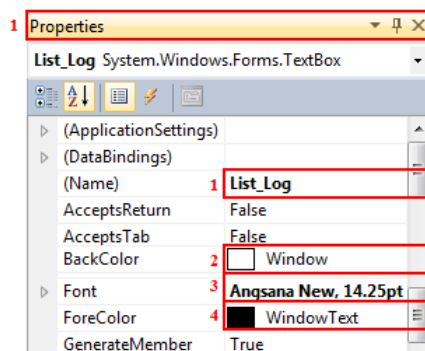 1 Properties
List_Log System.Windows.Forms.TextBox
(ApplicationSettings)
(DataBindings)
(Name) 1 List_Log
AcceptsReturn False
AcceptsTab False
BackColor 2 Window
Font 3 Angsana New, 14.25pt
ForeColor 4 WindowText
GenerateMember True